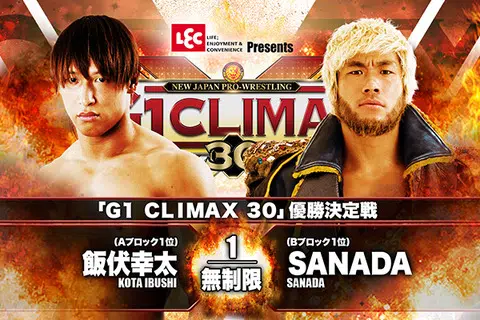 LEC
LIFE,
ENJOYMENT &
CONVENIENCE
Presents
NEW JAPAN PRO-WRESTLING
G1 CLIMAX
30
「G1 CLIMAX 30」優勝決定戦
(Aブロック1位)
飯伏幸太
KOTA IBUSHI
1
無制限
(Bブロック1位)
SANADA
SANADA